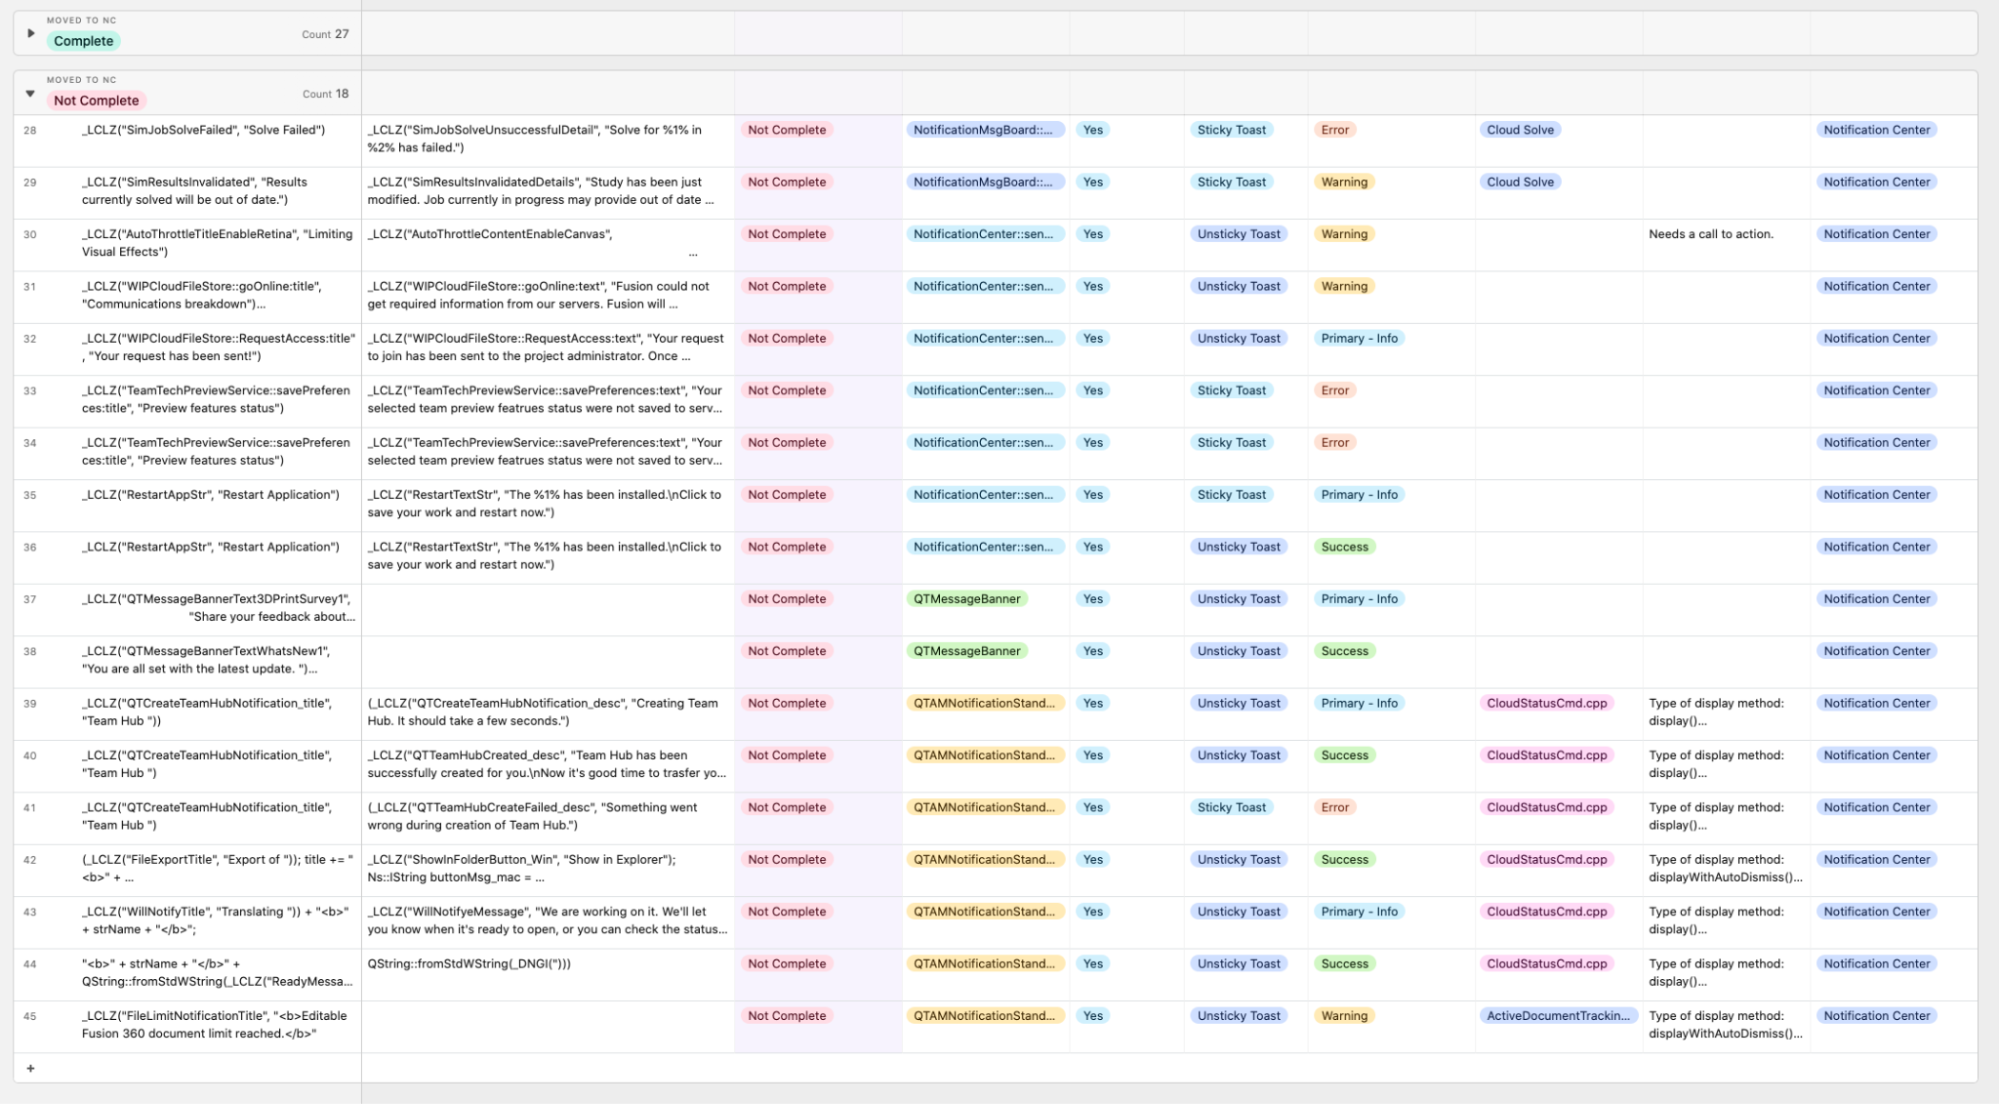 MOVED TO NC
Complete
Count 27
MOVED TO NC
Not Complete
Count 18
28 _LCLZ("SimJobSolveFailed", "Solve Failed") _LCLZ("SimJobSolveUnsuccessfulDetail", "Solve for %1% in Not Complete NotificationMsgBoard::... Yes Sticky Toast Error Cloud Solve Notification Center
%2% has failed.")
29 _LCLZ("SimResultsInvalidated", "Results _LCLZ("SimResultsInvalidatedDetails", "Study has been just Not Complete NotificationMsgBoard::... Yes Sticky Toast Warning Cloud Solve Notification Center
currently solved will be out of date.") modified. Job currently in progress may provide out of date ...
30 _LCLZ("AutoThrottleTitleEnableRetina", "Limiting _LCLZ("AutoThrottleContentEnableCanvas", Not Complete NotificationCenter::sen... Yes Unsticky Toast Warning Needs a call to action. Notification Center
Visual Effects") ...
31 _LCLZ("WIPCloudFileStore::goOnline:title", _LCLZ("WIPCloudFileStore::goOnline:text", "Fusion could not Not Complete NotificationCenter::sen... Yes Unsticky Toast Warning Notification Center
"Communications breakdown")... get required information from our servers. Fusion will ...
32 _LCLZ("WIPCloudFileStore::RequestAccess:title" _LCLZ("WIPCloudFileStore::RequestAccess:text", "Your request Not Complete NotificationCenter::sen... Yes Unsticky Toast Primary - Info Notification Center
, "Your request has been sent!") to join has been sent to the project administrator. Once ...
33 _LCLZ("TeamTechPreviewService::savePreferen _LCLZ("TeamTechPreviewService::savePreferences:text", "Your Not Complete NotificationCenter::sen... Yes Sticky Toast Error Notification Center
ces:title", "Preview features status") selected team preview featrues status were not saved to serv...
34 _LCLZ("TeamTechPreviewService::savePreferen _LCLZ("TeamTechPreviewService::savePreferences:text", "Your Not Complete NotificationCenter::sen... Yes Sticky Toast Error Notification Center
ces:title", "Preview features status") selected team preview featrues status were not saved to serv...
35 _LCLZ("RestartAppStr", "Restart Application") _LCLZ("RestartTextStr", "The %1% has been installed.\nClick to Not Complete NotificationCenter::sen... Yes Sticky Toast Primary - Info Notification Center
save your work and restart now.")
36 _LCLZ("RestartAppStr", "Restart Application") _LCLZ("RestartTextStr", "The %1% has been installed.\nClick to Not Complete NotificationCenter::sen... Yes Unsticky Toast Success Notification Center
save your work and restart now.")
37 _LCLZ("QTMessageBannerText3DPrintSurvey1", Not Complete QTMessageBanner Yes Unsticky Toast Primary - Info Notification Center
"Share your feedback about...
38 _LCLZ("QTMessageBannerTextWhatsNew1", Not Complete QTMessageBanner Yes Unsticky Toast Success Notification Center
"You are all set with the latest update. ")...
39 _LCLZ("QTCreateTeamHubNotification_title", (_LCLZ("QTCreateTeamHubNotification_desc", "Creating Team Not Complete QTAMNotificationStand... Yes Unsticky Toast Primary - Info CloudStatusCmd.cpp Type of display method: Notification Center
"Team Hub ")) Hub. It should take a few seconds.") display()...
40 _LCLZ("QTCreateTeamHubNotification_title", _LCLZ("QTTeamHubCreated_desc", "Team Hub has been Not Complete QTAMNotificationStand... Yes Unsticky Toast Success CloudStatusCmd.cpp Type of display method: Notification Center
"Team Hub ") successfully created for you.\nNow it's good time to trasfer yo... display()...
41 _LCLZ("QTCreateTeamHubNotification_title", (_LCLZ("QTTeamHubCreateFailed_desc", "Something went Not Complete QTAMNotificationStand... Yes Sticky Toast Error CloudStatusCmd.cpp Type of display method: Notification Center
"Team Hub ") wrong during creation of Team Hub.") display()...
42 (_LCLZ("FileExportTitle", "Export of ")); title += " _LCLZ("ShowInFolderButton_Win", "Show in Explorer"); Not Complete QTAMNotificationStand... Yes Unsticky Toast Success CloudStatusCmd.cpp Type of display method: Notification Center
<b>" + ... Ns::IString buttonMsg_mac = ... displayWithAutoDismiss()...
43 _LCLZ("WillNotifyTitle", "Translating ")) + "<b>" _LCLZ("WillNotifyeMessage", "We are working on it. We'll let Not Complete QTAMNotificationStand... Yes Unsticky Toast Primary - Info CloudStatusCmd.cpp Type of display method: Notification Center
+ strName + "</b>"; you know when it's ready to open, or you can check the status... display()...
44 "<b>" + strName + "</b>" + QString::fromStdWString(_DNGI("))) Not Complete QTAMNotificationStand... Yes Unsticky Toast Success CloudStatusCmd.cpp Type of display method: Notification Center
QString::fromStdWString(_LCLZ("ReadyMessa... display()...
45 _LCLZ("FileLimitNotificationTitle", "<b>Editable Not Complete QTAMNotificationStand... Yes Unsticky Toast Warning ActiveDocumentTrackin... Type of display method: Notification Center
Fusion 360 document limit reached.</b>" displayWithAutoDismiss()...
+